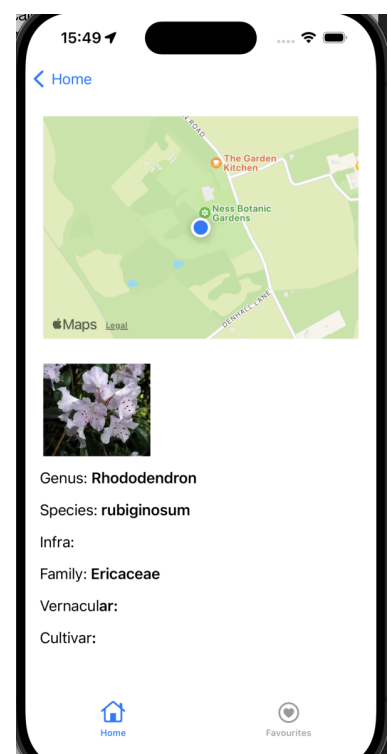 15:49
Home
N ROAD
The Garden
Kitchen
Ness Botanic
Gardens
DENHALL LANE
Maps Legal
Genus: Rhododendron
Species: rubiginosum
Infra:
Family: Ericaceae
Vernacular:
Cultivar:
Home
Favourites